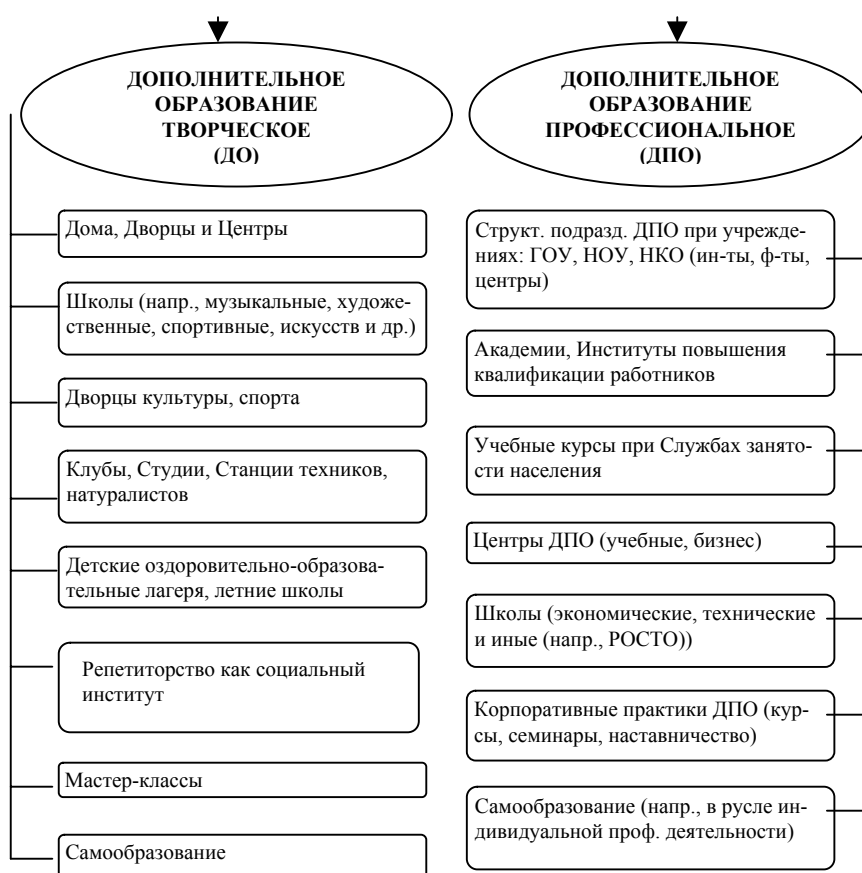 ДОПОЛНИТЕЛЬНОЕ
ОБРАЗОВАНИЕ
ТВОРЧЕСКОЕ
(ДО)
Дома, Дворцы и Центры
Школы (напр., музыкальные, художе-
ственные, спортивные, искусств и др.)
Дворцы культуры, спорта
Клубы, Студии, Станции техников,
натуралистов
Детские оздоровительно-образова-
тельные лагеря, летние школы
Репетиторство как социальный
институт
Мастер-классы
Самообразование
ДОПОЛНИТЕЛЬНОЕ
ОБРАЗОВАНИЕ
ПРОФЕССИОНАЛЬНОЕ
(ДПО)
Структ. подразд. ДПО при учрежде-
ниях: ГОУ, НОУ, НКО (ин-ты, ф-ты,
центры)
Академии, Институты повышения
квалификации работников
Учебные курсы при Службах занято-
сти населения
Центры ДПО (учебные, бизнес)
Школы (экономические, технические
и иные (напр., РОСТО))
Корпоративные практики ДПО (кур-
сы, семинары, наставничество)
Самообразование (напр., в русле ин-
дивидуальной проф. деятельности)